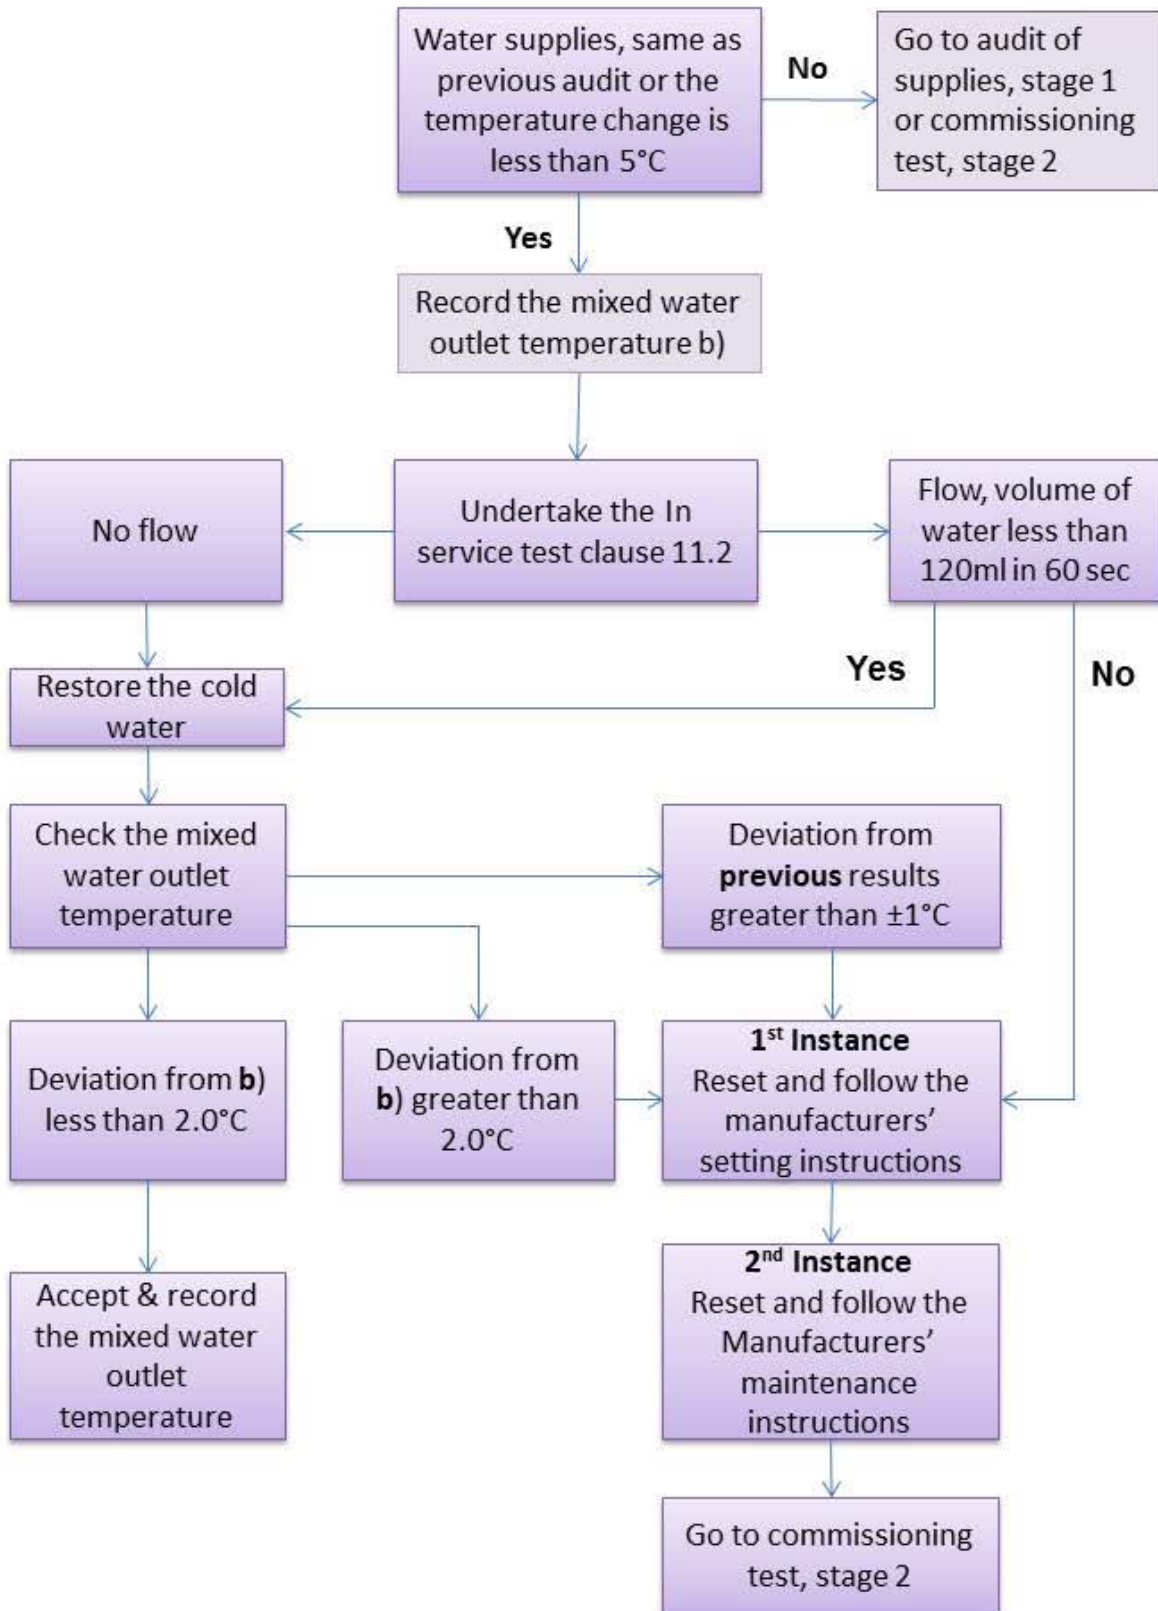 Water supplies, same as
previous audit or the
temperature change is
less than 5°C
No
Go to audit of
supplies, stage 1
or commissioning
test, stage 2
Yes
Record the mixed water
outlet temperature b)
No flow
Undertake the In
service test clause 11.2
Flow, volume of
water less than
120ml in 60 sec
Yes
No
Restore the cold
water
Check the mixed
water outlet
temperature
Deviation from
previous results
greater than ±1°C
Deviation from b)
less than 2.0°C
Deviation from
b) greater than
2.0°C
1st Instance
Reset and follow the
manufacturers’
setting instructions
Accept & record
the mixed water
outlet
temperature
2nd Instance
Reset and follow the
Manufacturers’
maintenance
instructions
Go to commissioning
test, stage 2